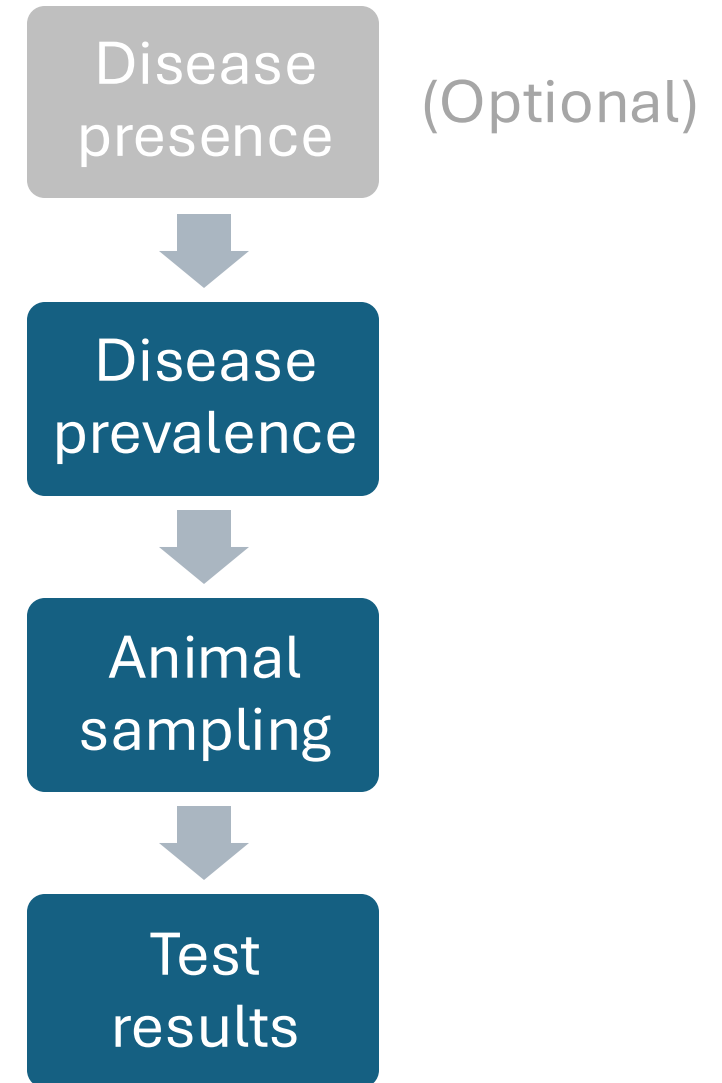 Disease
presence
(Optional)
Disease
prevalence
Animal
sampling
Test
results